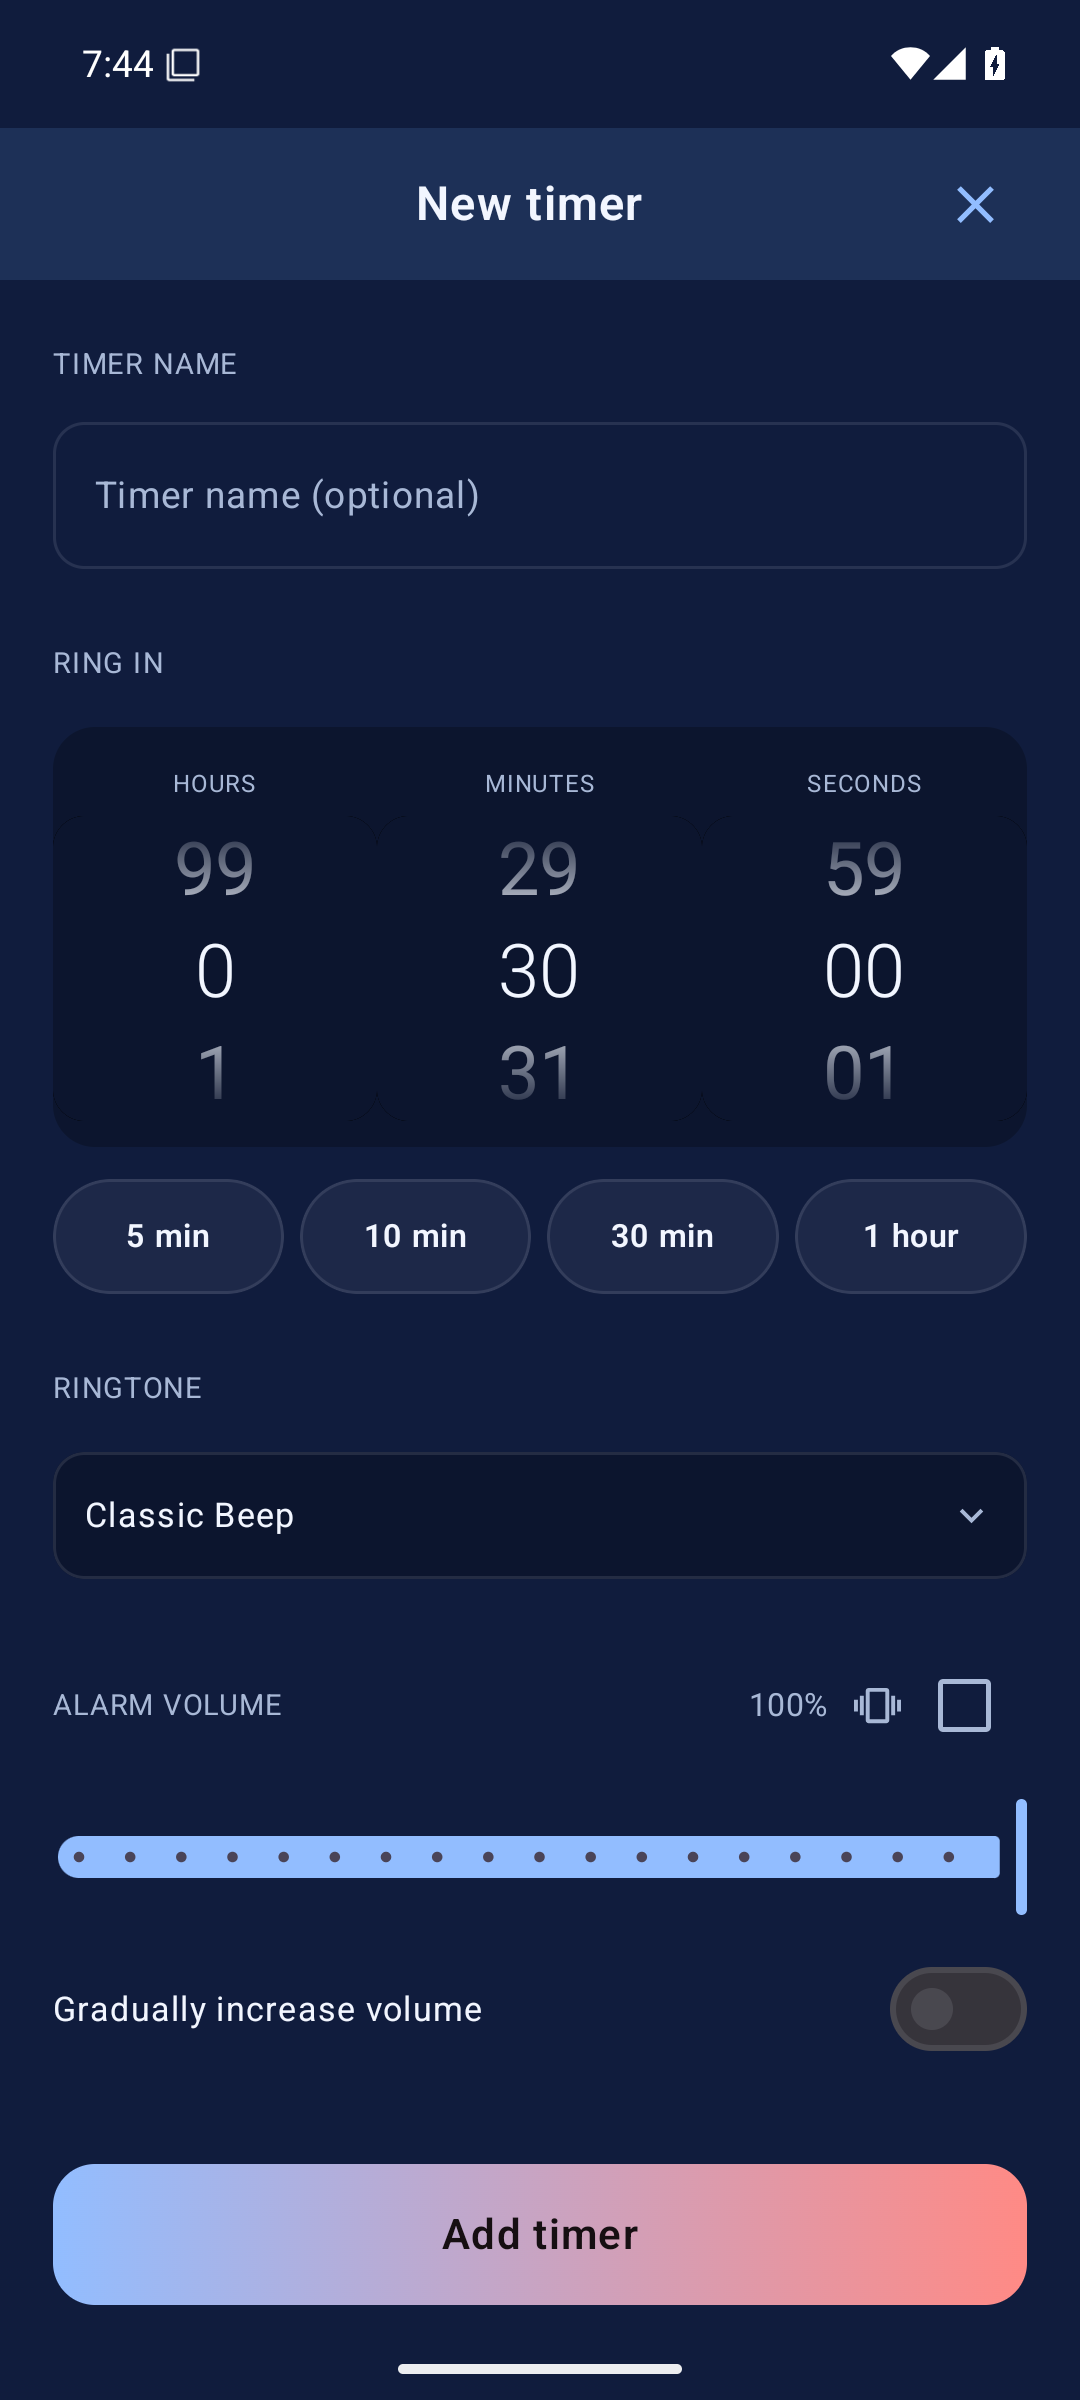 7:44
New timer
TIMER NAME
Timer name (optional)
RING IN
HOURS MINUTES SECONDS
99 29 59
0 30 00
1 31 01
5 min 10 min 30 min 1 hour
RINGTONE
Classic Beep
ALARM VOLUME 100%
Gradually increase volume
Add timer